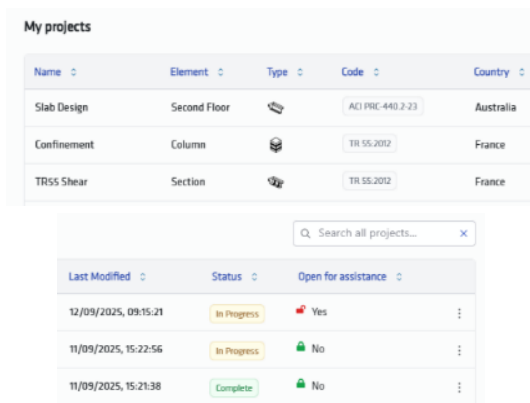 My projects
Name Element Type Code Country
Slab Design Second Floor ACI PRC-440.2-23 Australia
Confinement Column TR 55:2012 France
TR55 Shear Section TR 55:2012 France
Search all projects...
Last Modified Status Open for assistance
12/09/2025, 09:15:21 In Progress Yes
11/09/2025, 15:22:56 In Progress No
11/09/2025, 15:21:38 Complete No